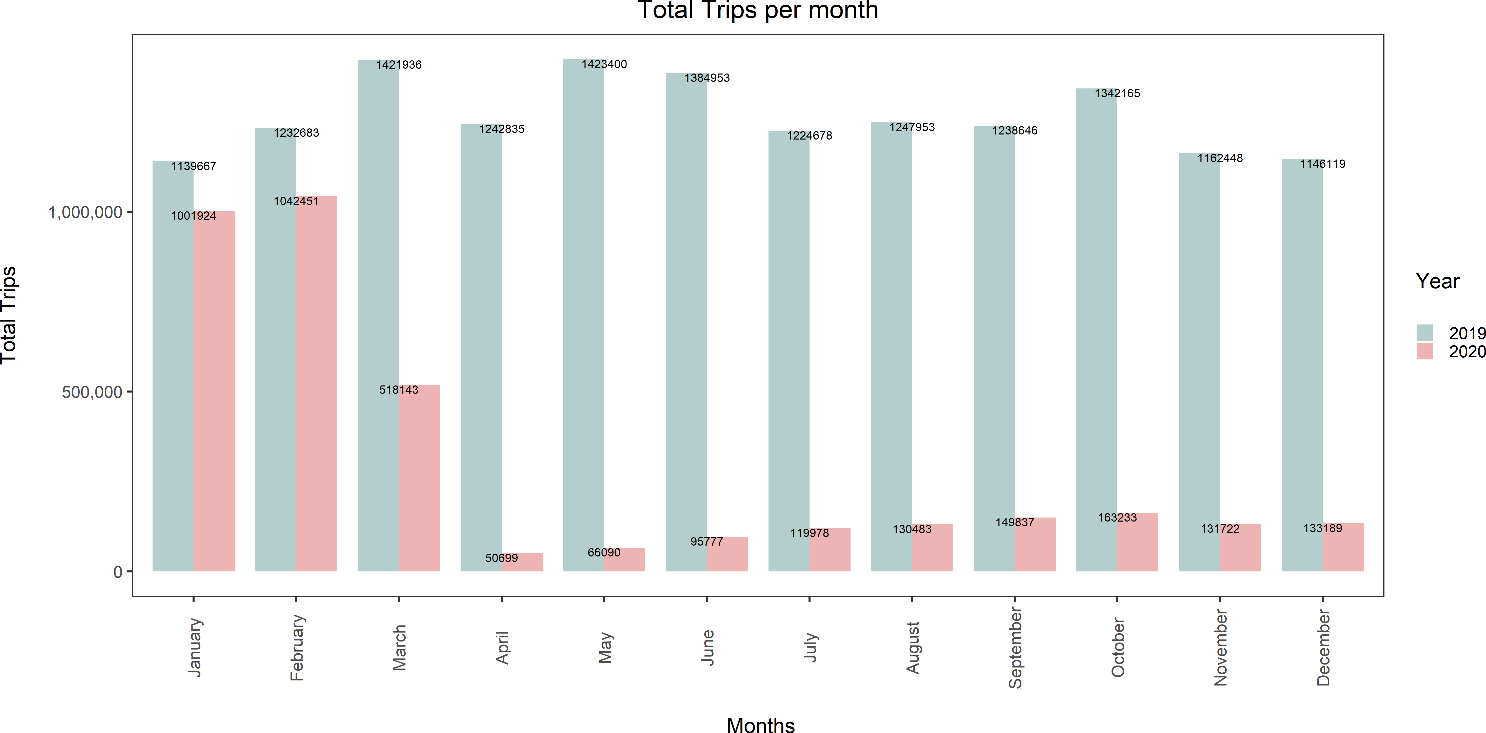 Total Trips per month
Total Trips
1,000,000
500,000
0
1139667
1001924
1232683
1042451
1421936
518143
1242835
50699
1423400
66090
1384953
95777
1224678
119978
1247953
130483
1238646
149837
1342165
163233
1162448
131722
1146119
133189
January
February
March
April
May
June
July
August
September
October
November
December
Months
Year
2019
2020